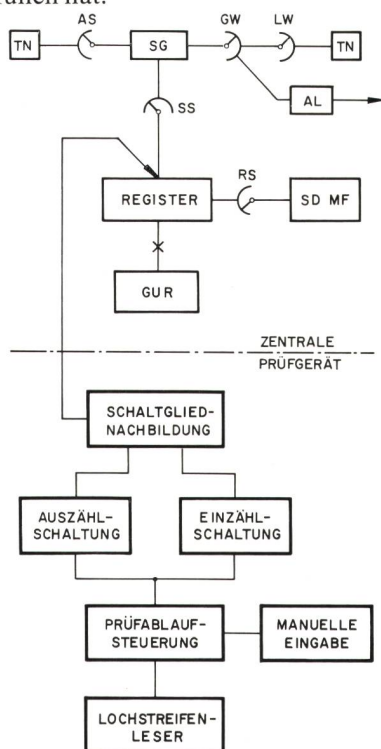 AS
GW
LW
TN
SG
TN
AL
SS
RS
REGISTER
SD MF
GUR
ZENTRALE
PRÜFGERÄT
SCHALTGLIED-
NACHBILDUNG
AUSZÄHL-
SCHALTUNG
EINZÄHL-
SCHALTUNG
PRÜFABLAUF-
STEUERUNG
MANUELLE
EINGABE
LOCHSTREIFEN-
LESER